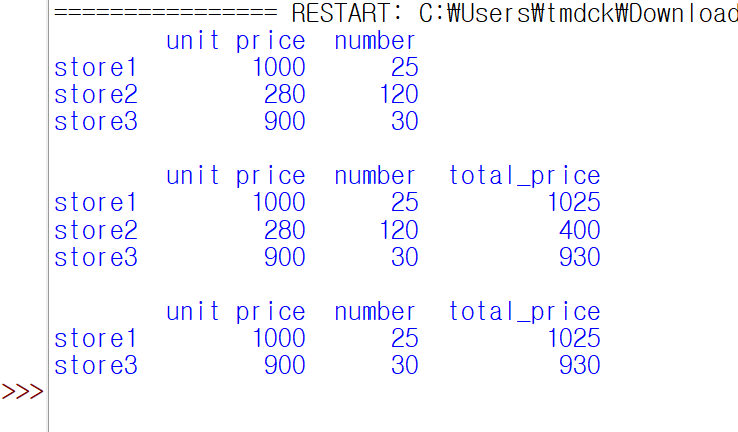 ================ RESTART: C:₩Users₩tmdck₩Download
unit price number
store1 1000 25
store2 280 120
store3 900 30
unit price number total_price
store1 1000 25 1025
store2 280 120 400
store3 900 30 930
unit price number total_price
store1 1000 25 1025
store3 900 30 930
>>>